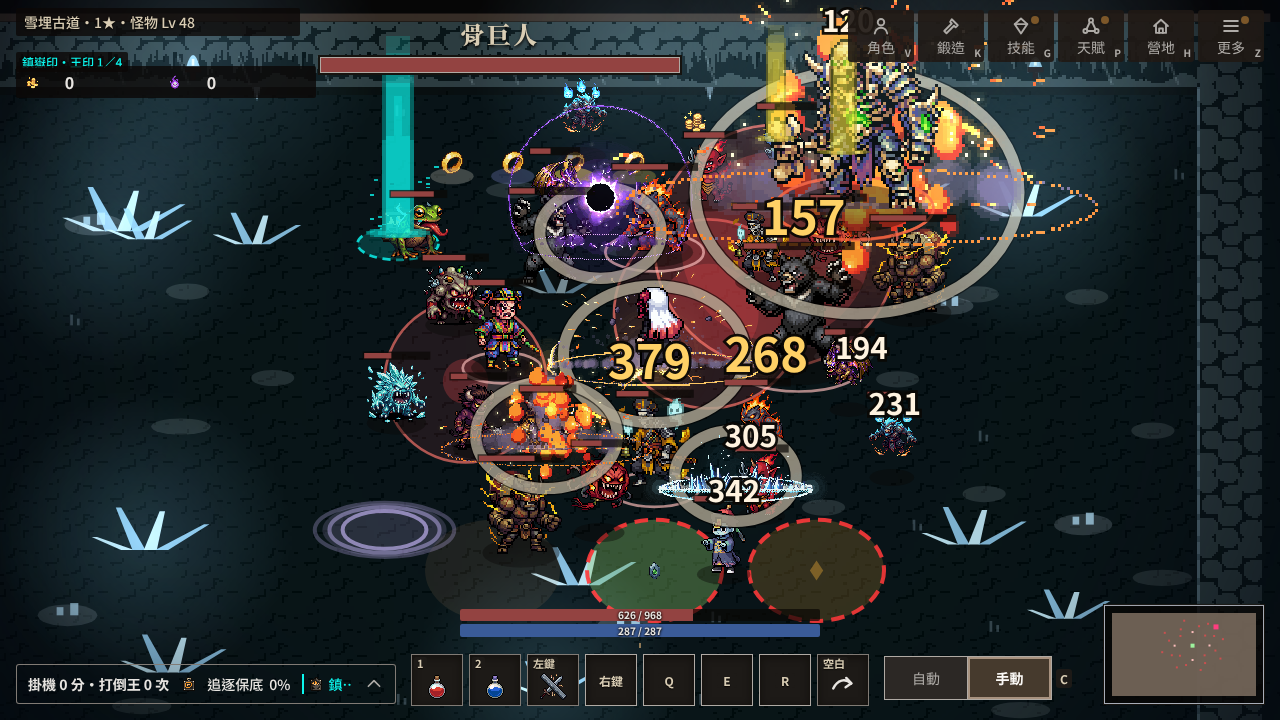 雪埋古道・1★・怪物 Lv 48
鎮嶽印・王印 1／4
0
0
骨巨人
角色 V
鍛造 K
技能 G
天賦 P
營地 H
更多 Z
157
379
268
194
231
305
342
626 / 968
287 / 287
掛機 0 分・打倒王 0 次
追逐保底 0%
鎮··
1
2
左鍵
右鍵
Q
E
R
空白
自動
手動
C